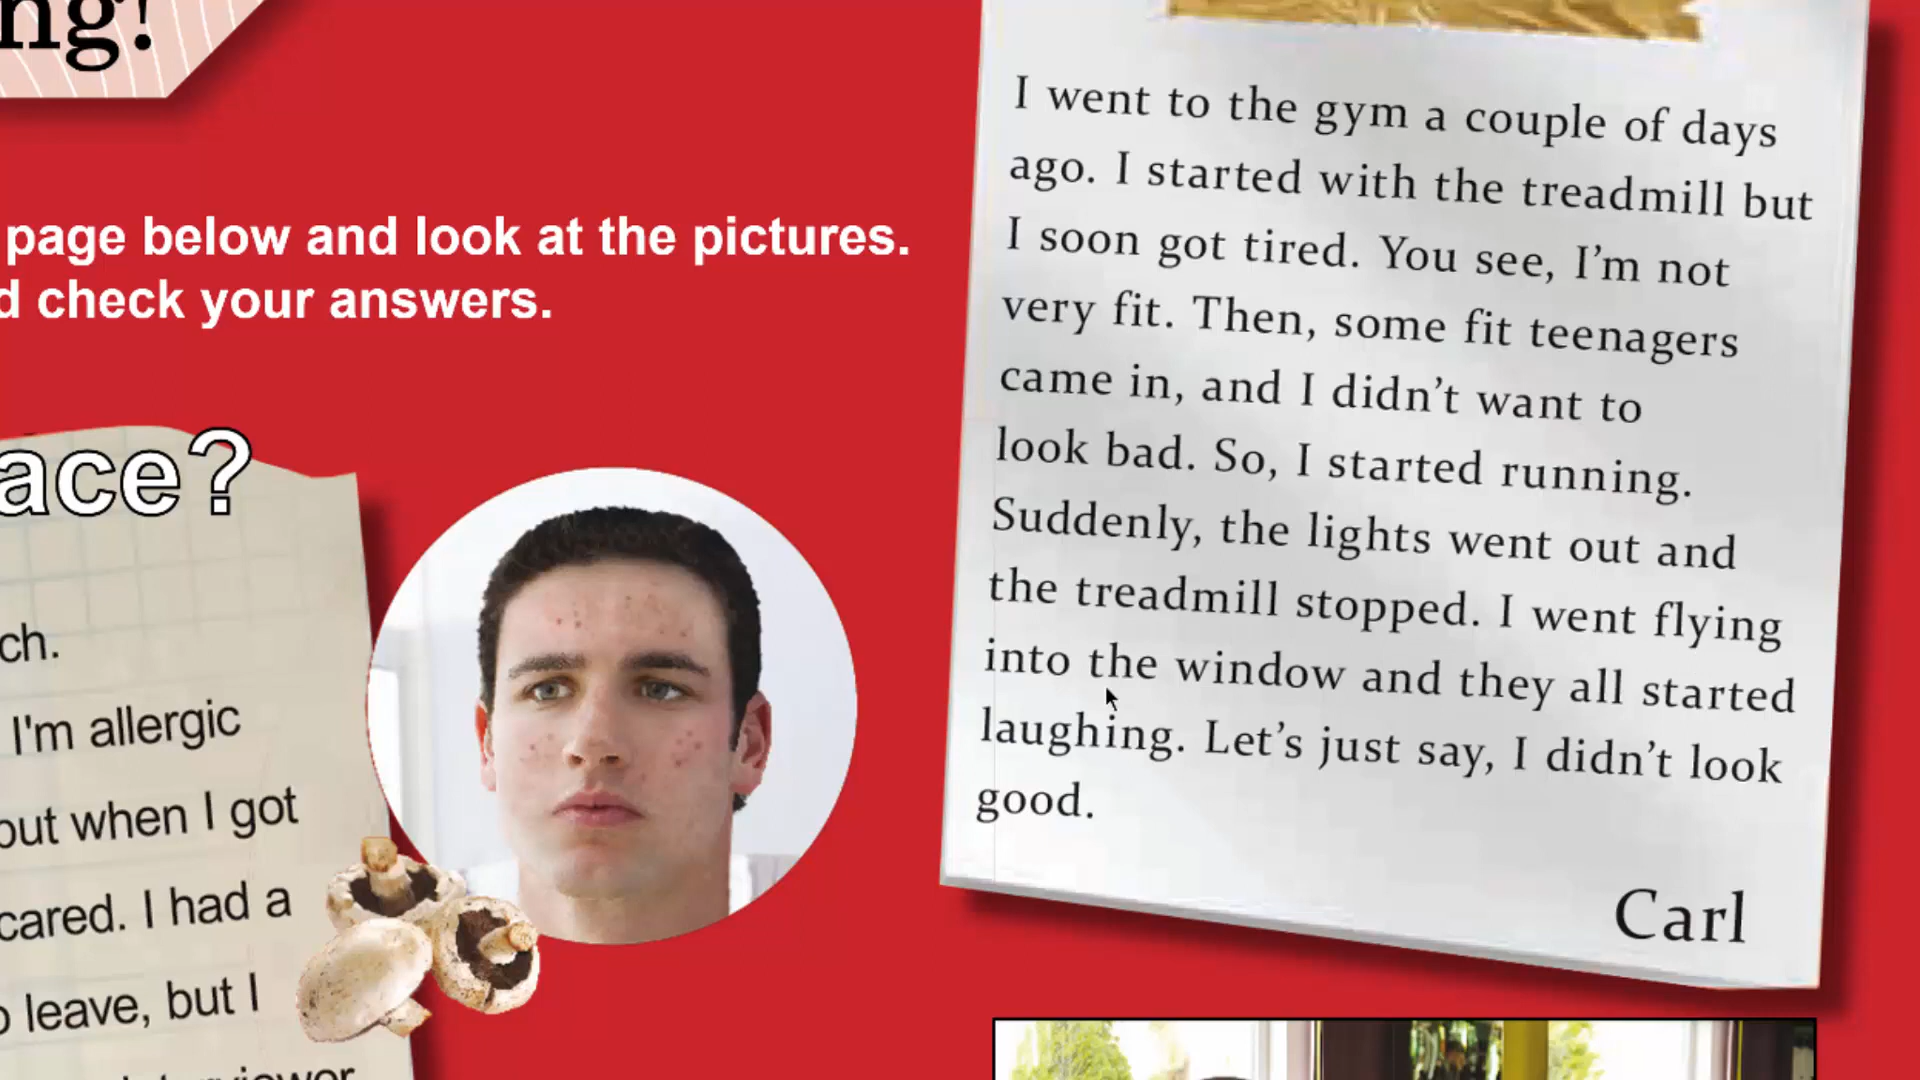 ng!
page below and look at the pictures.
d check your answers.
ace?
ch.
I'm allergic
out when I got
cared. I had a
o leave, but I
I went to the gym a couple of days
ago. I started with the treadmill but
I soon got tired. You see, I'm not
very fit. Then, some fit teenagers
came in, and I didn't want to
look bad. So, I started running.
Suddenly, the lights went out and
the treadmill stopped. I went flying
into the window and they all started
laughing. Let's just say, I didn't look
good.
Carl